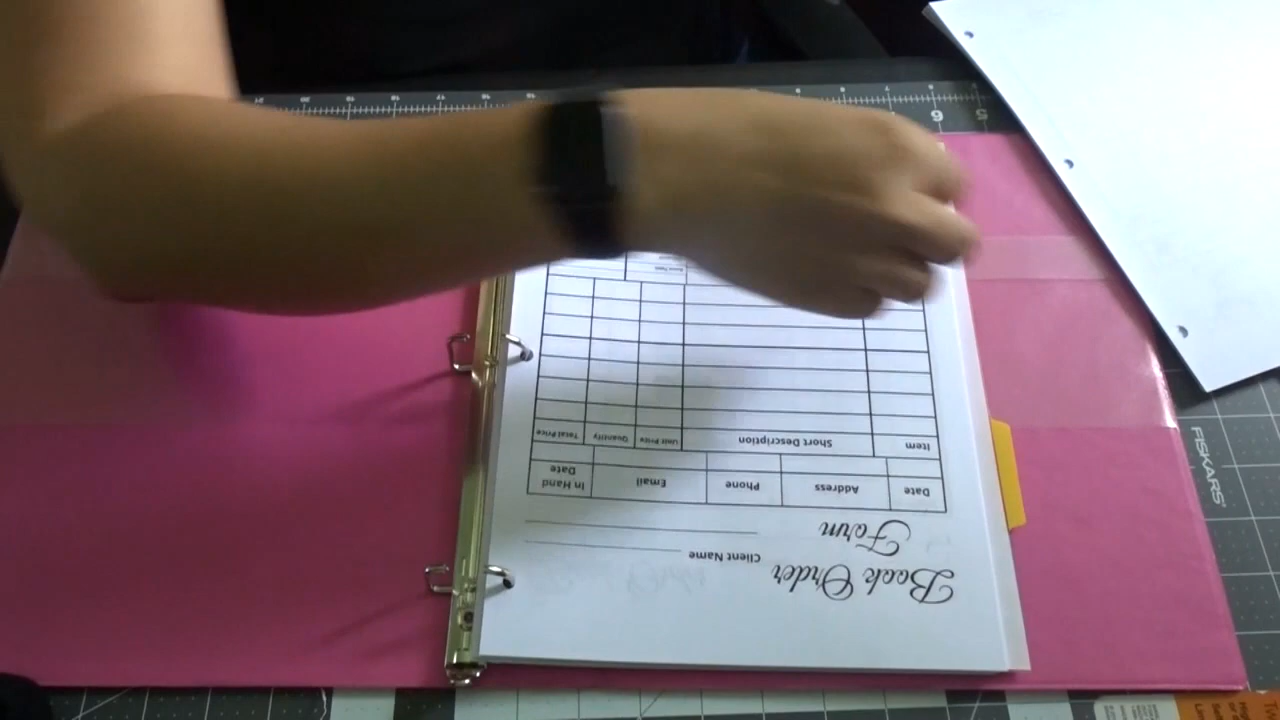 Book Order
Form
Client Name
Date Address Phone Email In Hand
Date
Item Short Description Unit Price Quantity Total Price
FISKARS